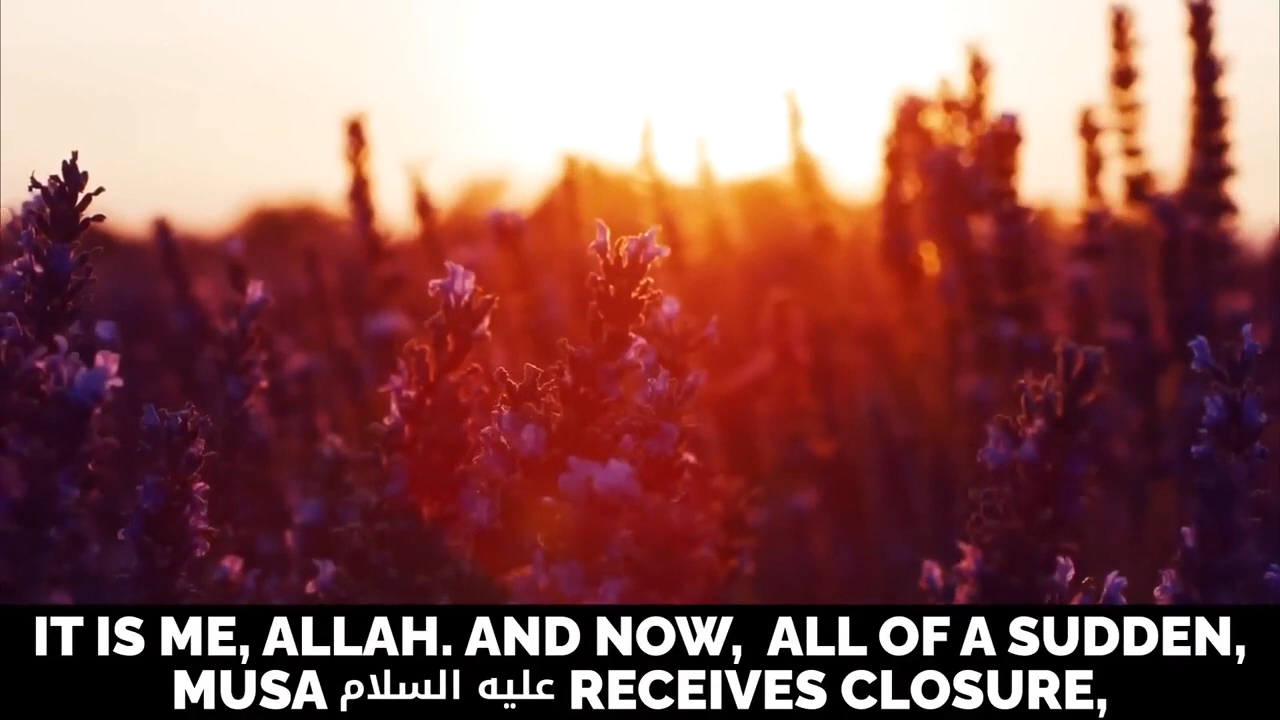 IT IS ME, ALLAH. AND NOW, ALL OF A SUDDEN,
MUSA عليه السلام RECEIVES CLOSURE,